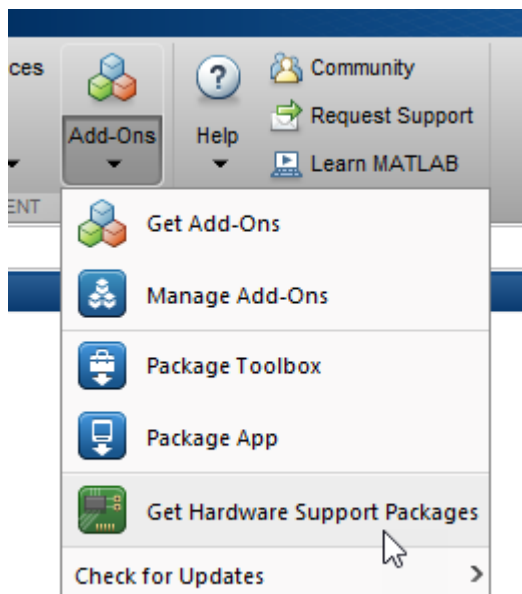 ces
Add-Ons
?
Help
Community
Request Support
Learn MATLAB
ENT
Get Add-Ons
Manage Add-Ons
Package Toolbox
Package App
Get Hardware Support Packages
Check for Updates